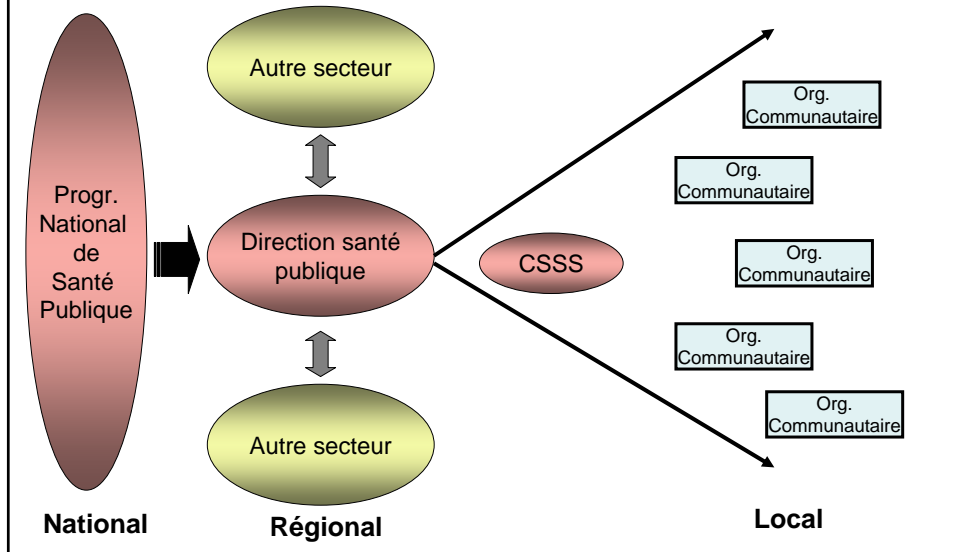 Progr.
National
de
Santé
Publique
Autre secteur
Direction santé
publique
Autre secteur
CSSS
Org.
Communautaire
Org.
Communautaire
Org.
Communautaire
Org.
Communautaire
Org.
Communautaire
National
Régional
Local